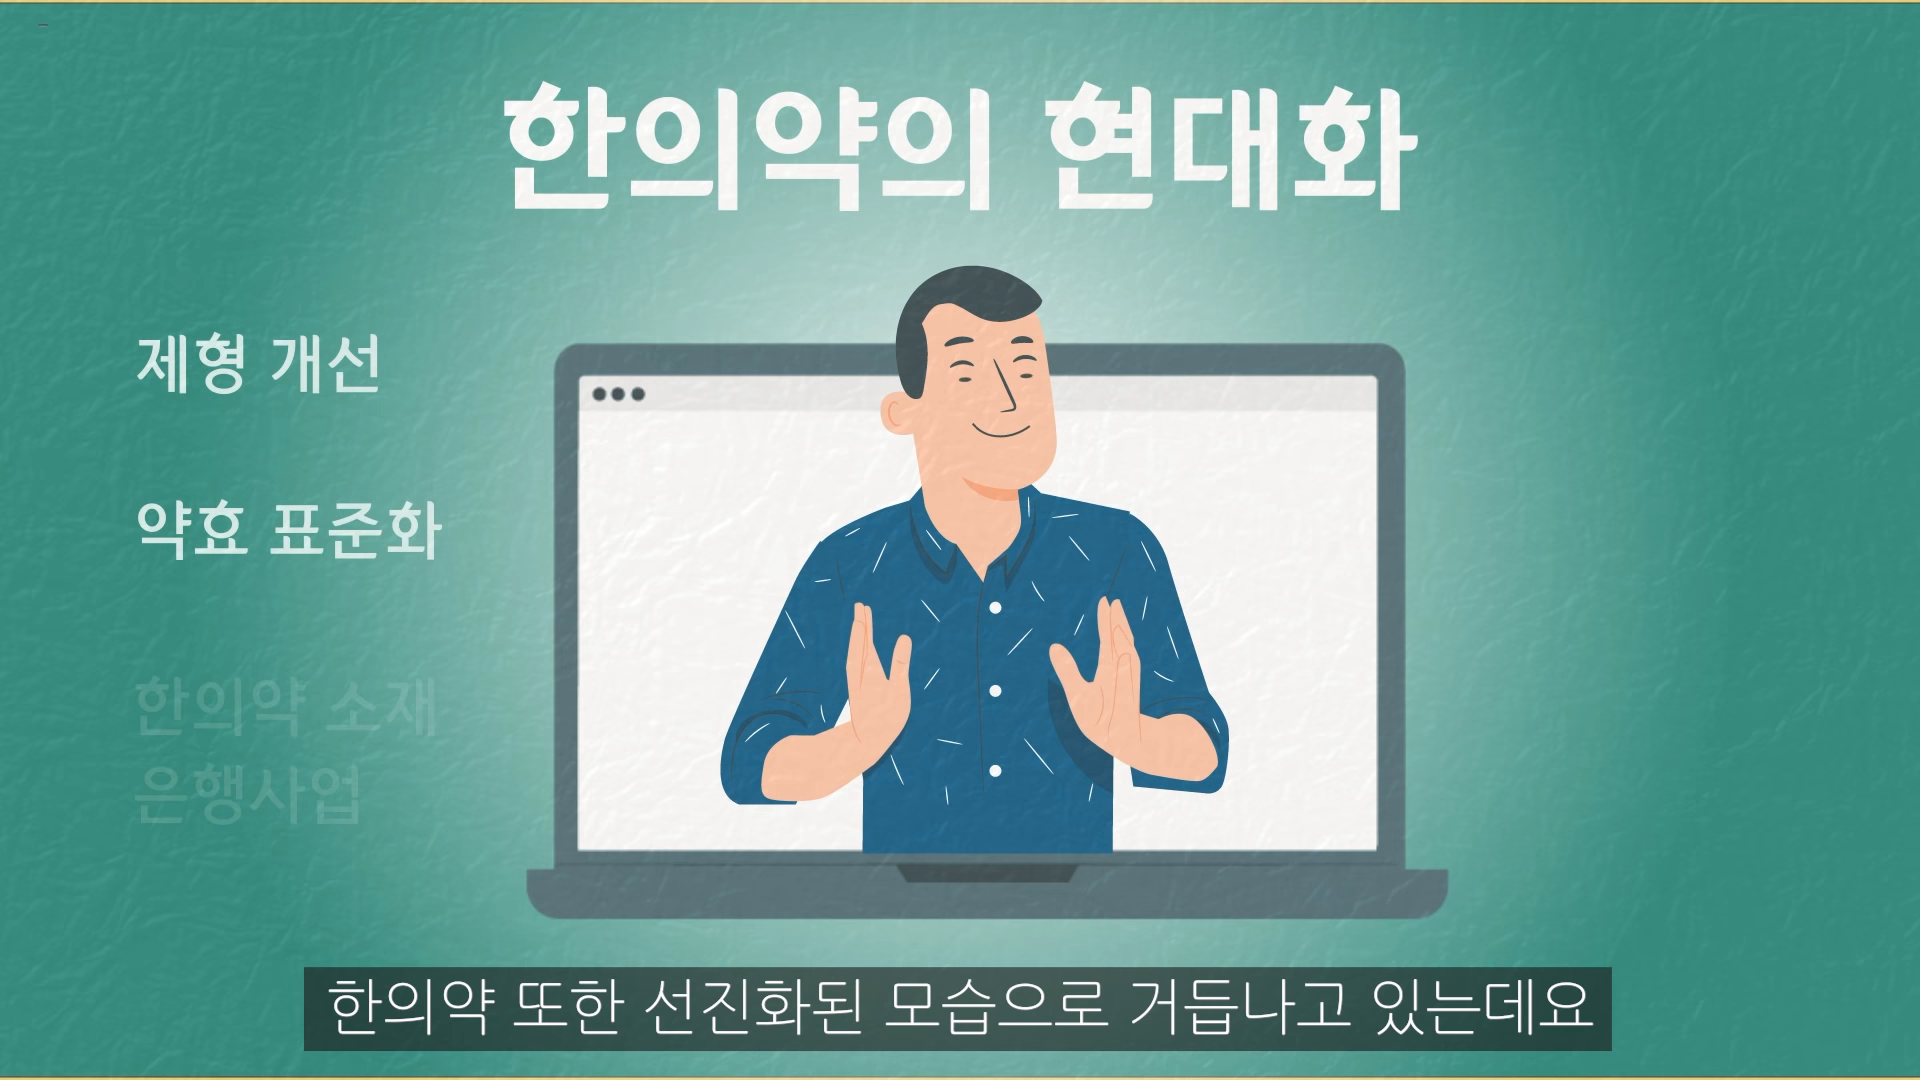 한의약의 현대화
제형 개선
약효 표준화
한의약 소재
은행사업
한의약 또한 선진화된 모습으로 거듭나고 있는데요